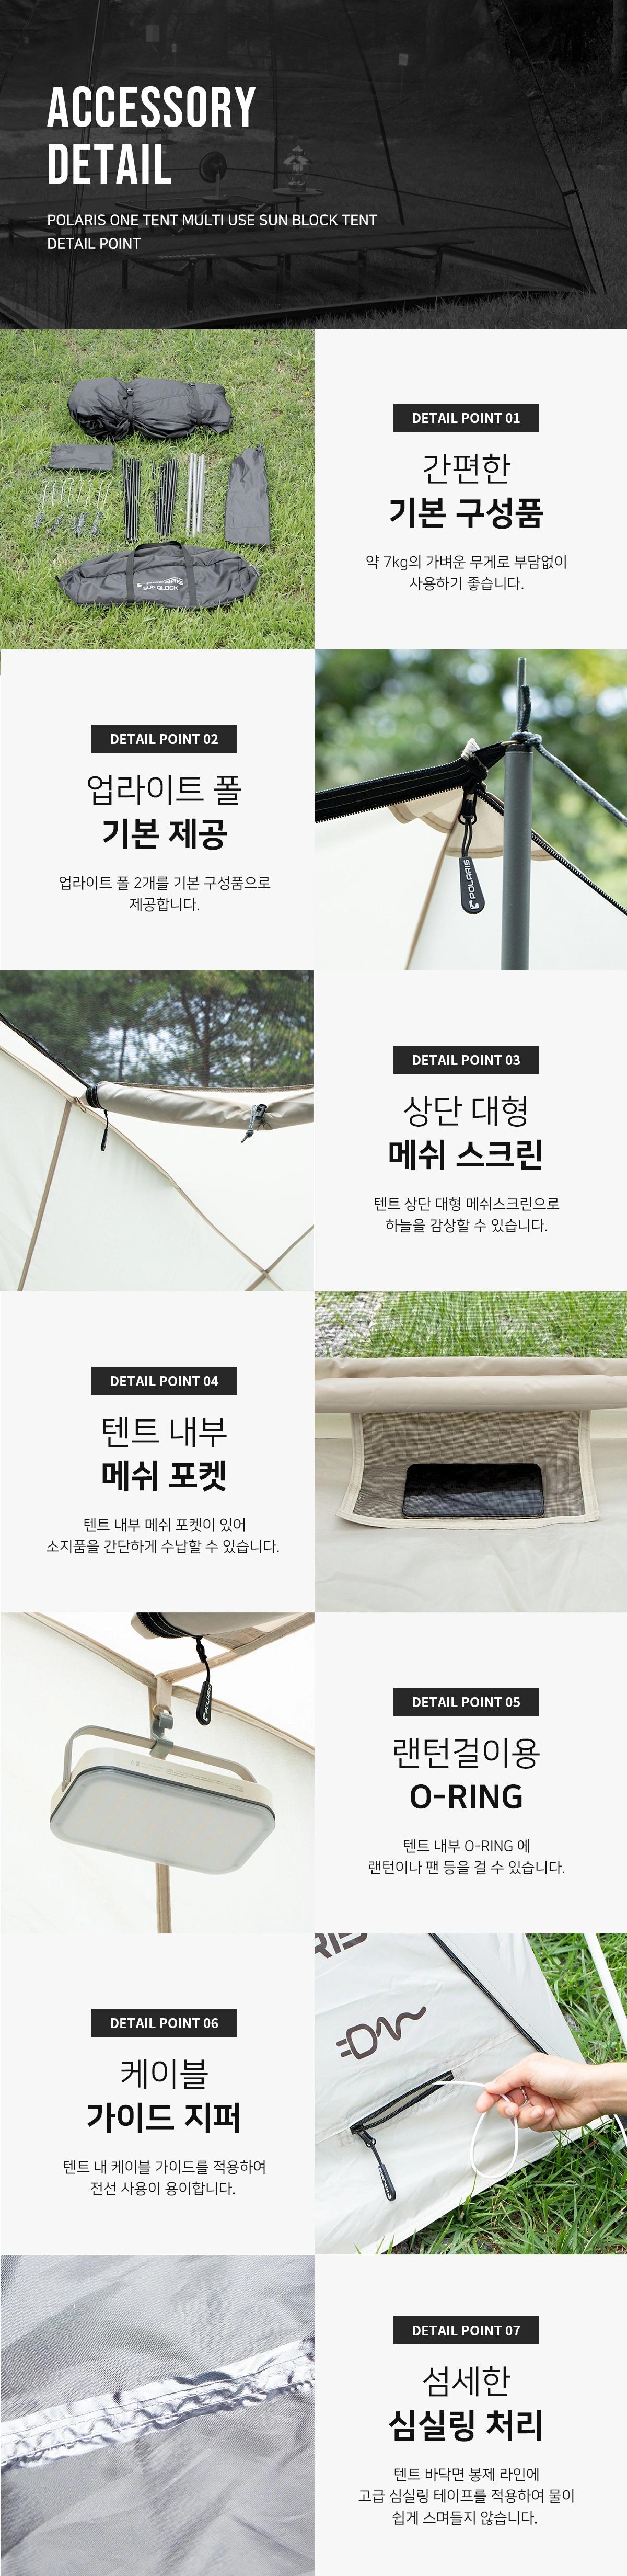 ACCESSORY
DETAIL
POLARIS ONE TENT MULTI USE SUN BLOCK TENT
DETAIL POINT
DETAIL POINT 01
간편한
기본 구성품
약 7kg의 가벼운 무게로 부담없이
사용하기 좋습니다.
SUN BLOCK
DETAIL POINT 02
업라이트 폴
기본 제공
업라이트 폴 2개를 기본 구성품으로
제공합니다.
POLARIS
DETAIL POINT 03
상단 대형
메쉬 스크린
텐트 상단 대형 메쉬스크린으로
하늘을 감상할 수 있습니다.
DETAIL POINT 04
텐트 내부
메쉬 포켓
텐트 내부 메쉬 포켓이 있어
소지품을 간단하게 수납할 수 있습니다.
POLARIS
DETAIL POINT 05
랜턴걸이용
O-RING
텐트 내부 O-RING 에
랜턴이나 팬 등을 걸 수 있습니다.
RIS
DETAIL POINT 06
케이블
가이드 지퍼
텐트 내 케이블 가이드를 적용하여
전선 사용이 용이합니다.
DETAIL POINT 07
섬세한
심실링 처리
텐트 바닥면 봉제 라인에
고급 심실링 테이프를 적용하여 물이
쉽게 스며들지 않습니다.